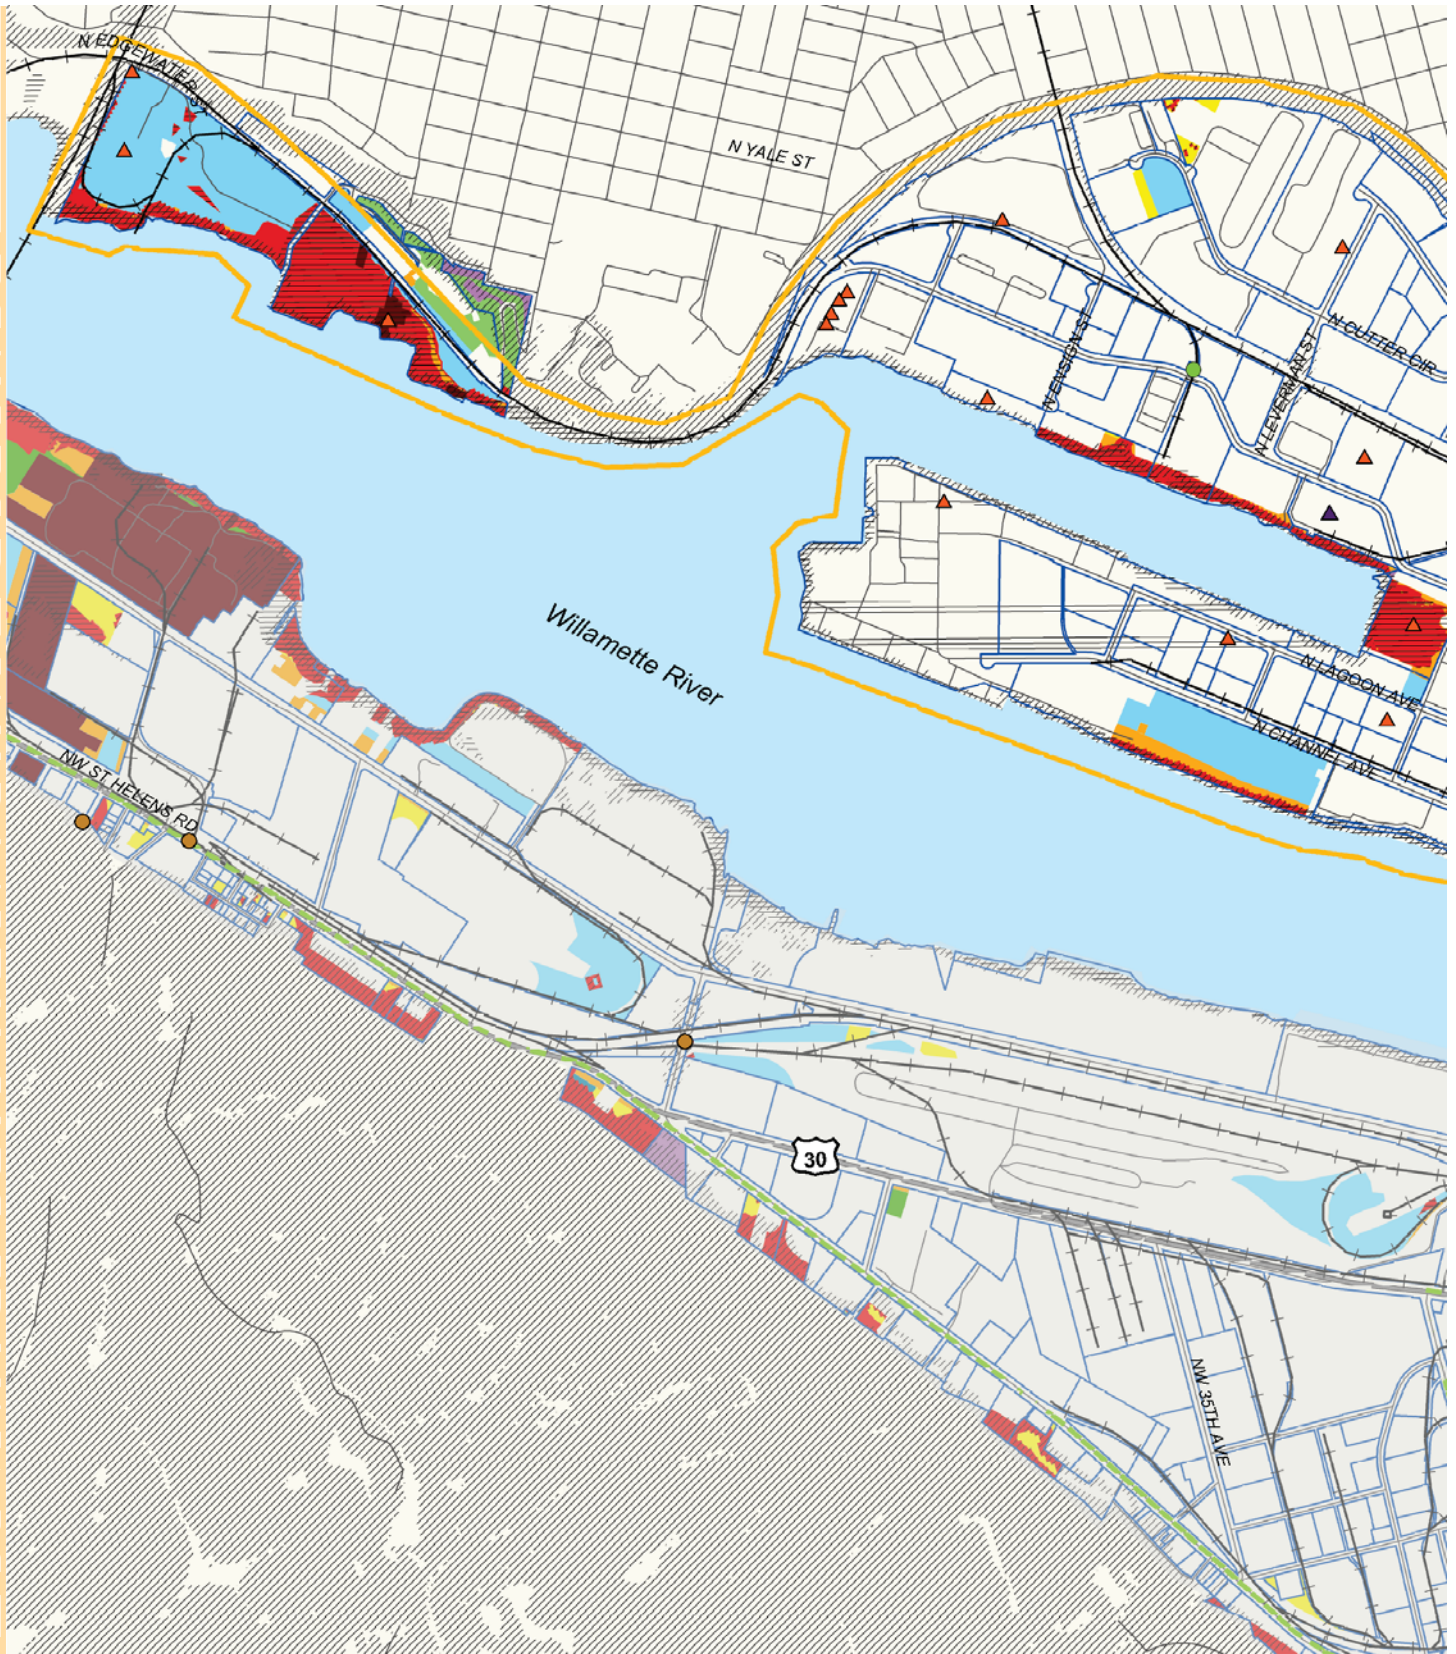 N EDGEWATER ST
N YALE ST
N ENSIGN ST
N LEVERMAN ST
N CUTTER CIR
Willamette River
N LAGOON AVE
N CHANNEL AVE
NW ST HELENS RD
30
NW 35TH AVE